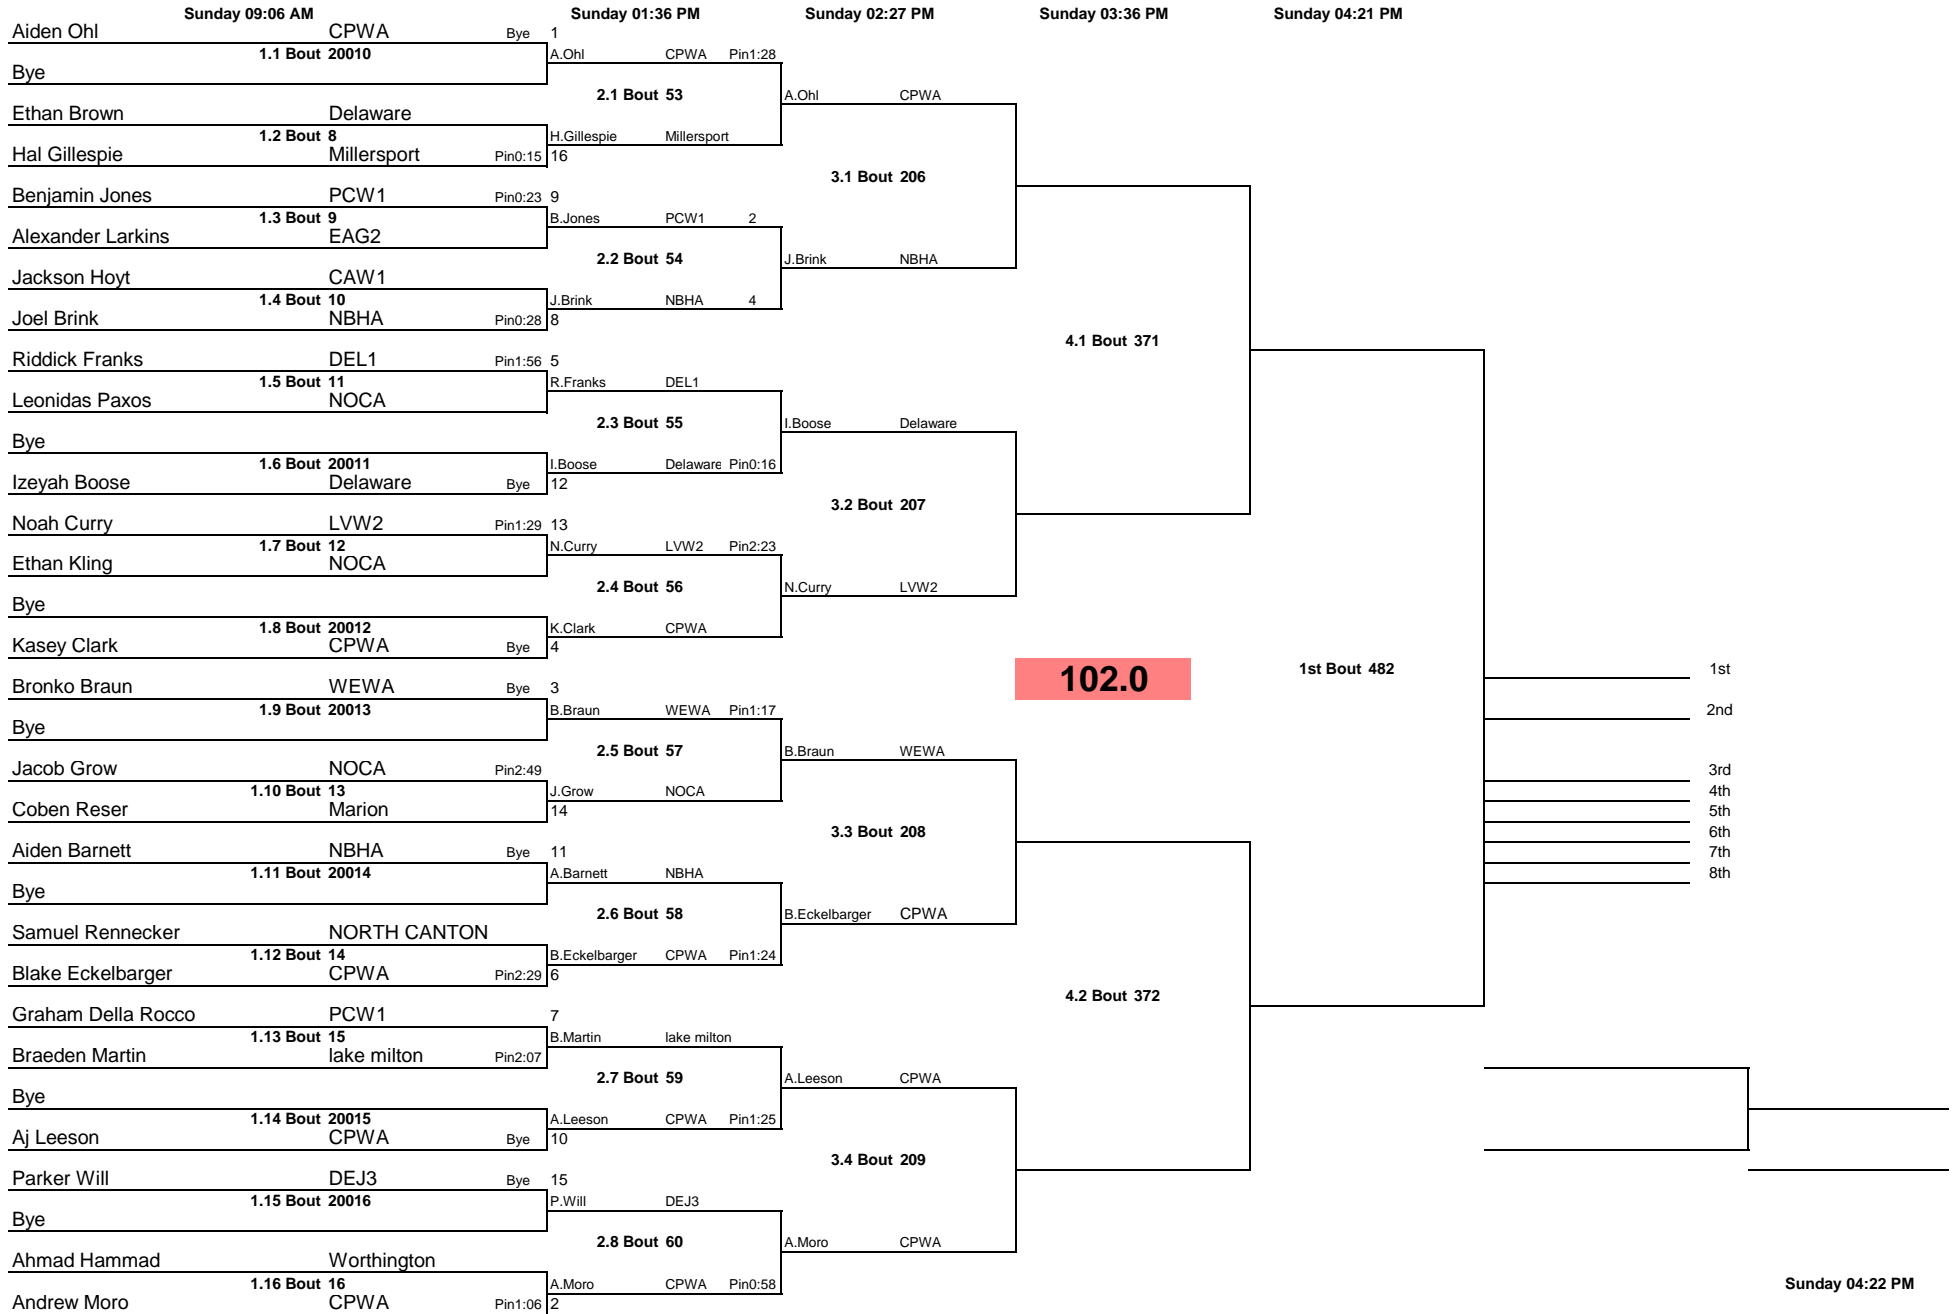 Sunday 09:06 AM Sunday 01:36 PM Sunday 02:27 PM Sunday 03:36 PM Sunday 04:21 PM
Aiden Ohl CPWA Bye 1
1.1 Bout 20010 A.Ohl CPWA Pin1:28
Bye
2.1 Bout 53 A.Ohl CPWA
Ethan Brown Delaware
1.2 Bout 8 H.Gillespie Millersport
Hal Gillespie Millersport Pin0:15 16
3.1 Bout 206
Benjamin Jones PCW1 Pin0:23 9
1.3 Bout 9 B.Jones PCW1 2
Alexander Larkins EAG2
2.2 Bout 54 J.Brink NBHA
Jackson Hoyt CAW1
1.4 Bout 10 J.Brink NBHA 4
Joel Brink NBHA Pin0:28 8
4.1 Bout 371
Riddick Franks DEL1 Pin1:56 5
1.5 Bout 11 R.Franks DEL1
Leonidas Paxos NOCA
2.3 Bout 55 I.Boose Delaware
Bye
1.6 Bout 20011 I.Boose Delaware Pin0:16
Izeyah Boose Delaware Bye 12
3.2 Bout 207
Noah Curry LVW2 Pin1:29 13
1.7 Bout 12 N.Curry LVW2 Pin2:23
Ethan Kling NOCA
2.4 Bout 56 N.Curry LVW2
Bye
1.8 Bout 20012 K.Clark CPWA
Kasey Clark CPWA Bye 4
102.0 1st Bout 482 1st
Bronko Braun WEWA Bye 3
1.9 Bout 20013 B.Braun WEWA Pin1:17 2nd
Bye
2.5 Bout 57 B.Braun WEWA
Jacob Grow NOCA Pin2:49 3rd
1.10 Bout 13 J.Grow NOCA 4th
Coben Reser Marion 14 5th
3.3 Bout 208 6th
Aiden Barnett NBHA Bye 11 7th
1.11 Bout 20014 A.Barnett NBHA 8th
Bye
2.6 Bout 58 B.Eckelbarger CPWA
Samuel Rennecker NORTH CANTON
1.12 Bout 14 B.Eckelbarger CPWA Pin1:24
Blake Eckelbarger CPWA Pin2:29 6
4.2 Bout 372
Graham Della Rocco PCW1 7
1.13 Bout 15 B.Martin lake milton
Braeden Martin lake milton Pin2:07
2.7 Bout 59 A.Leeson CPWA
Bye
1.14 Bout 20015 A.Leeson CPWA Pin1:25
Aj Leeson CPWA Bye 10
3.4 Bout 209
Parker Will DEJ3 Bye 15
1.15 Bout 20016 P.Will DEJ3
Bye
2.8 Bout 60 A.Moro CPWA
Ahmad Hammad Worthington
1.16 Bout 16 A.Moro CPWA Pin0:58 Sunday 04:22 PM
Andrew Moro CPWA Pin1:06 2